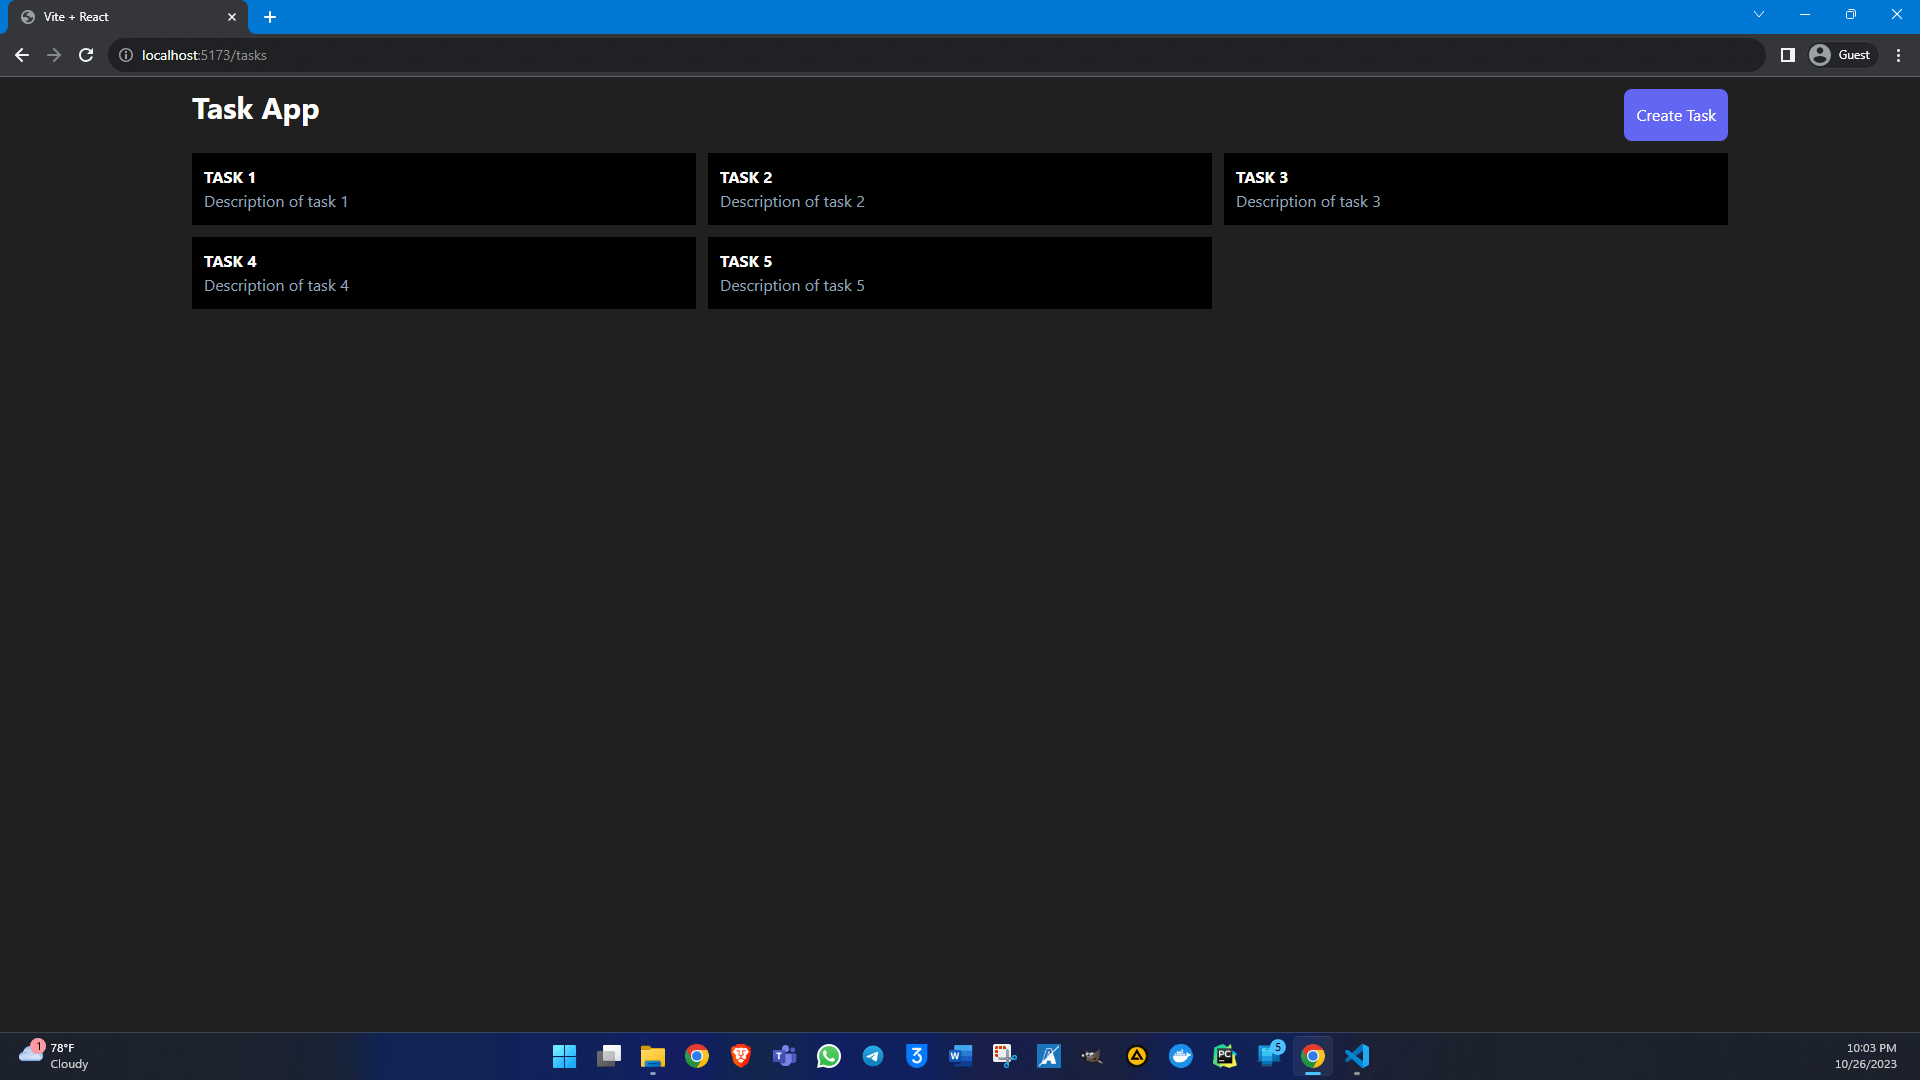 Vite + React
localhost:5173/tasks
Guest
Task App
Create Task
TASK 1
Description of task 1
TASK 2
Description of task 2
TASK 3
Description of task 3
TASK 4
Description of task 4
TASK 5
Description of task 5
1
78°F
Cloudy
T
3
W
PC
5
10:03 PM
10/26/2023